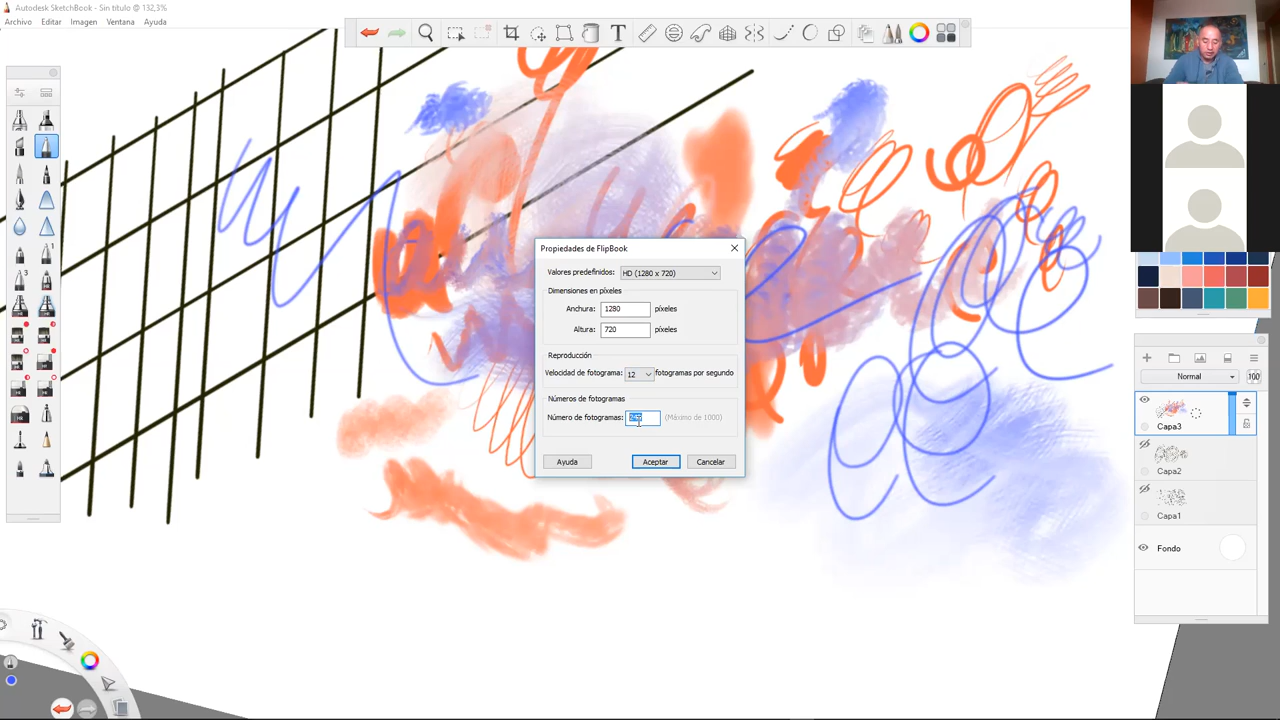 Autodesk SketchBook - Sin título @ 132,3%
Archivo Editar Imagen Ventana Ayuda
T
1
3
Propiedades de FlipBook
Valores predefinidos: HD (1280 x 720)
Dimensiones en píxeles
Anchura: 1280 píxeles
Altura: 720 píxeles
Reproducción
Velocidad de fotograma: 12 fotogramas por segundo
Números de fotogramas
Número de fotogramas: (Máximo de 1000)
Ayuda Aceptar Cancelar
Normal 100
Capa3
Capa2
Capa1
Fondo